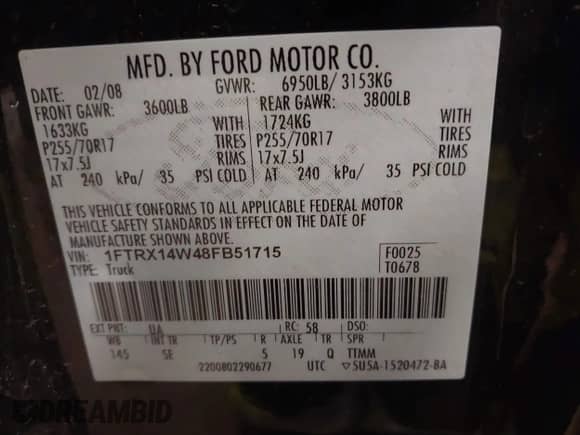 MFD. BY FORD MOTOR CO.
DATE: 02/08 GVWR: 6950LB/ 3153KG
FRONT GAWR: 3600LB REAR GAWR: 3800LB
1633KG WITH 1724KG WITH
P255/70R17 TIRES P255/70R17 TIRES
17x7.5J RIMS 17x7.5J RIMS
AT 240 kPa/ 35 PSI COLD AT 240 kPa/ 35 PSI COLD
THIS VEHICLE CONFORMS TO ALL APPLICABLE FEDERAL MOTOR
VEHICLE SAFETY STANDARDS IN EFFECT ON THE DATE OF
MANUFACTURE SHOWN ABOVE.
VIN: 1FTRX14W48FB51715 F0025
TYPE: Truck T0678
EXT PNT: UA RC: 58 DSO:
WB INT TR TP/PS R AXLE TR SPR
145 SE 5 19 Q TTMM
2200802290677 UTC ▽5U5A-1520472-BA
DREAMBID